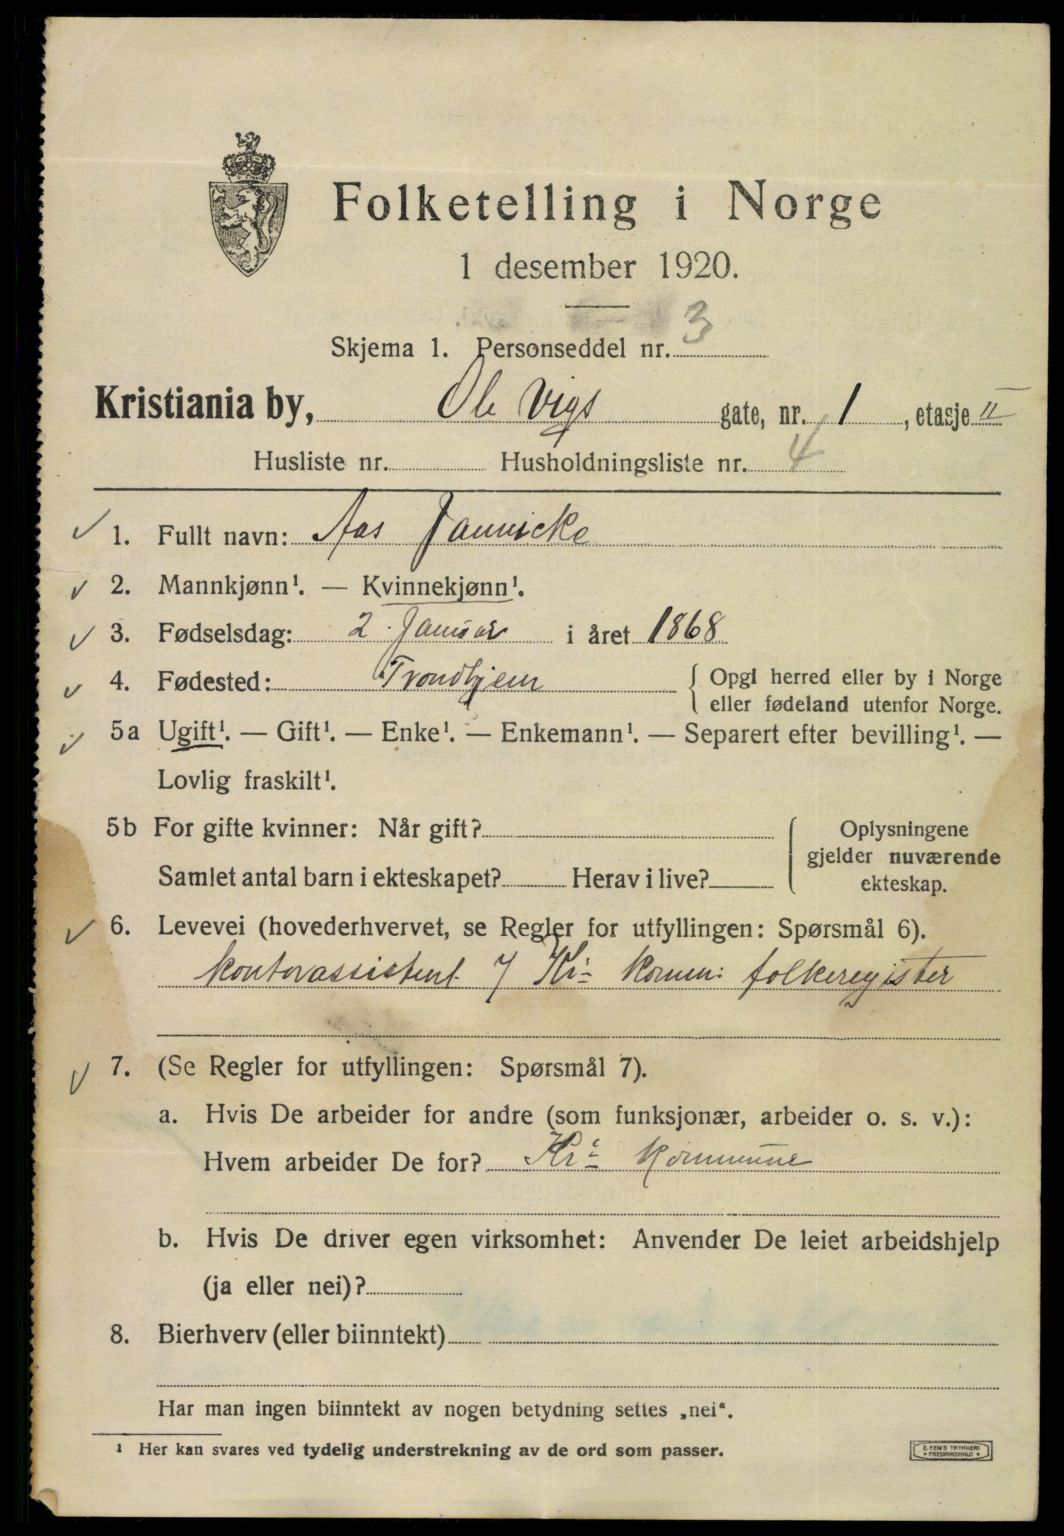 Folketelling i Norge
1 desember 1920.
Skjema 1. Personseddel nr. 3
Kristiania by, Ole Vigs gate, nr. 1, etasje II
Husliste nr. Husholdningsliste nr. 4
1. Fullt navn: Aas Jannicke
2. Mannkjønn¹. — Kvinnekjønn¹.
3. Fødselsdag: 2. Januar i året 1868
4. Fødested: Trondhjem { Opgi herred eller by i Norge
eller fødeland utenfor Norge.
5a Ugift¹. — Gift¹. — Enke¹. — Enkemann¹. — Separert efter bevilling¹. —
Lovlig fraskilt¹.
5b For gifte kvinner: Når gift? { Oplysningene
gjelder nuværende
Samlet antal barn i ekteskapet? Herav i live? ekteskap.
6. Levevei (hovederhvervet, se Regler for utfyllingen: Spørsmål 6).
kontorassistent i Kr.ª komm: folkeregister
7. (Se Regler for utfyllingen: Spørsmål 7).
a. Hvis De arbeider for andre (som funksjonær, arbeider o. s. v.):
Hvem arbeider De for? Kr.ª kommune
b. Hvis De driver egen virksomhet: Anvender De leiet arbeidshjelp
(ja eller nei)?
8. Bierhverv (eller biinntekt)
Har man ingen biinntekt av nogen betydning settes „nei“.
¹ Her kan svares ved tydelig understrekning av de ord som passer.
E. SEM'S TRYKKERI
• FREDRIKSHALD •